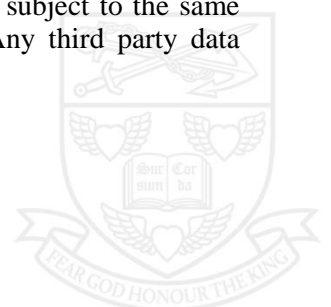 subject to the same
Any third party data
Sur Cor
sum da
FEAR GOD HONOUR THE KING